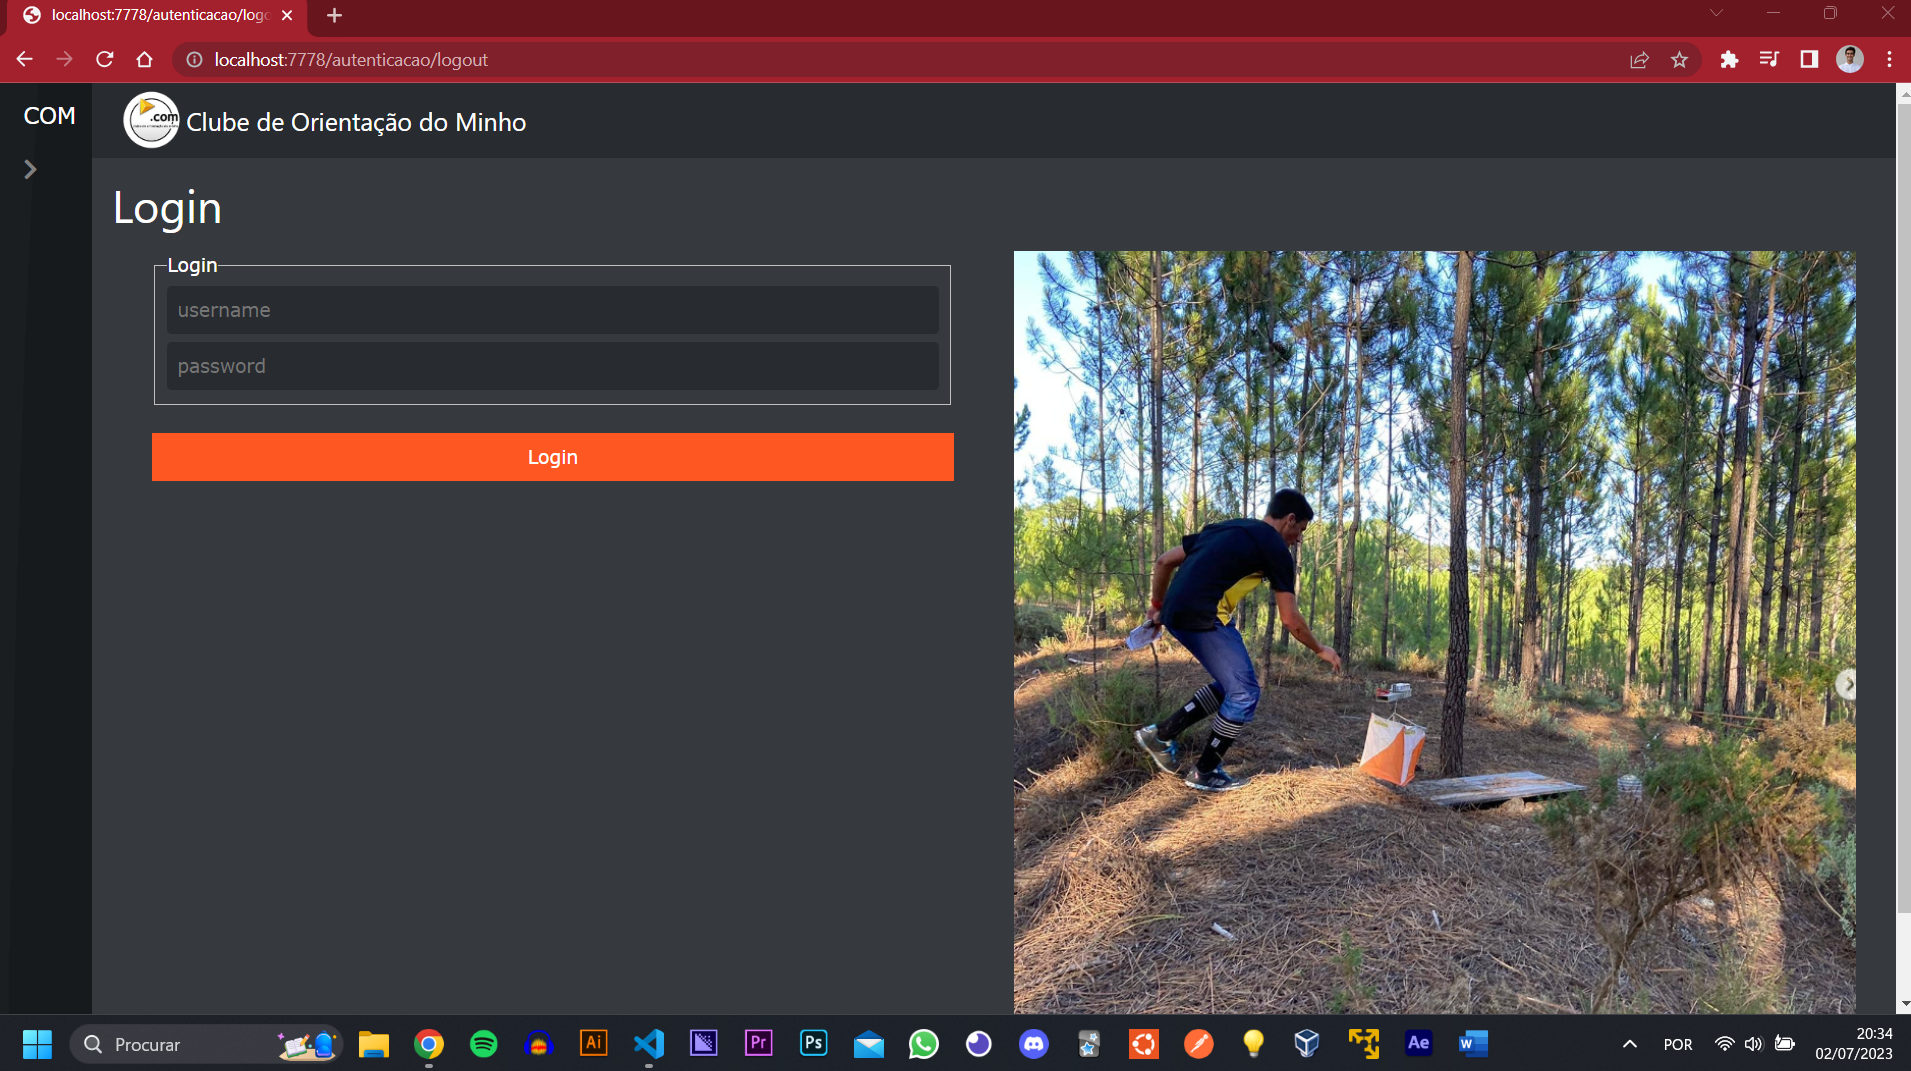 localhost:7778/autenticacao/logo
localhost:7778/autenticacao/logout
COM
.com
Clube de Orientação do Minho
Login
Login
username
password
Login
Procurar
Ai
Pr
Ps
Ae
W
POR
20:34
02/07/2023